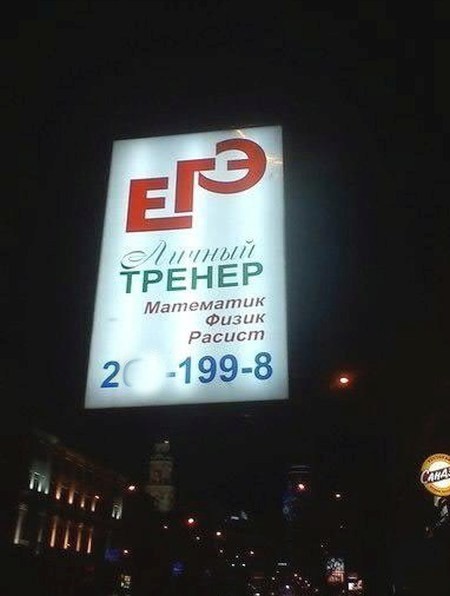 ЕГЭ
Личный
ТРЕНЕР
Математик
Физик
Расист
2 -199-8